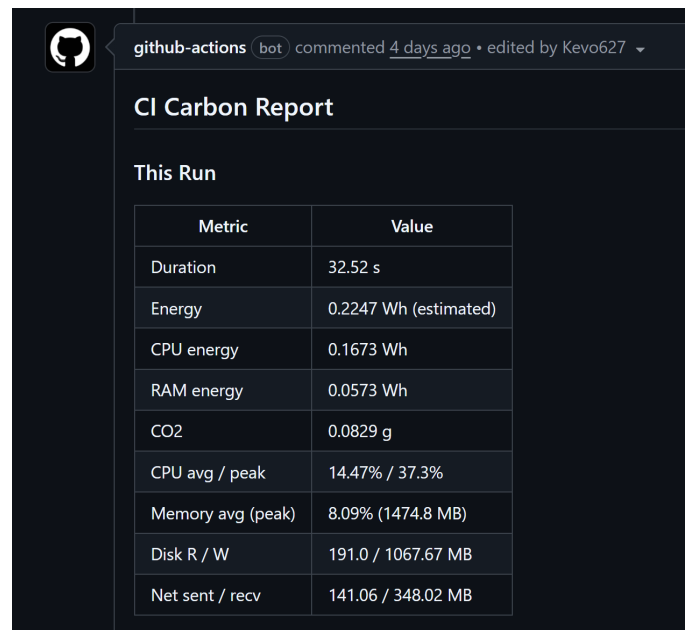 github-actions bot commented 4 days ago • edited by Kevo627
CI Carbon Report
This Run
Metric Value
Duration 32.52 s
Energy 0.2247 Wh (estimated)
CPU energy 0.1673 Wh
RAM energy 0.0573 Wh
CO2 0.0829 g
CPU avg / peak 14.47% / 37.3%
Memory avg (peak) 8.09% (1474.8 MB)
Disk R / W 191.0 / 1067.67 MB
Net sent / recv 141.06 / 348.02 MB